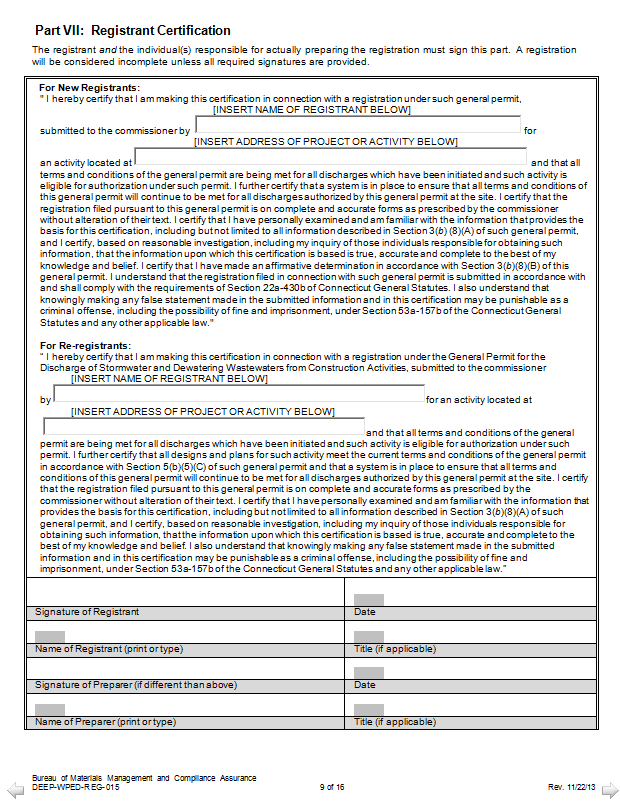 Part VII: Registrant Certification
The registrant and the individual(s) responsible for actually preparing the registration must sign this part. A registration
will be considered incomplete unless all required signatures are provided.
For New Registrants:
" I hereby certify that I am making this certification in connection with a registration under such general permit,
[INSERT NAME OF REGISTRANT BELOW]
submitted to the commissioner by for
[INSERT ADDRESS OF PROJECT OR ACTIVITY BELOW]
an activity located at and that all
terms and conditions of the general permit are being met for all discharges which have been initiated and such activity is
eligible for authorization under such permit. I further certify that a system is in place to ensure that all terms and conditions of
this general permit will continue to be met for all discharges authorized by this general permit at the site. I certify that the
registration filed pursuant to this general permit is on complete and accurate forms as prescribed by the commissioner
without alteration of their text. I certify that I have personally examined and am familiar with the information that provides the
basis for this certification, including but not limited to all information described in Section 3(b) (8)(A) of such general permit,
and I certify, based on reasonable investigation, including my inquiry of those individuals responsible for obtaining such
information, that the information upon which this certification is based is true, accurate and complete to the best of my
knowledge and belief. I certify that I have made an affirmative determination in accordance with Section 3(b)(8)(B) of this
general permit. I understand that the registration filed in connection with such general permit is submitted in accordance with
and shall comply with the requirements of Section 22a-430b of Connecticut General Statutes. I also understand that
knowingly making any false statement made in the submitted information and in this certification may be punishable as a
criminal offense, including the possibility of fine and imprisonment, under Section 53a-157b of the Connecticut General
Statutes and any other applicable law."
For Re-registrants:
" I hereby certify that I am making this certification in connection with a registration under the General Permit for the
Discharge of Stormwater and Dewatering Wastewaters from Construction Activities, submitted to the commissioner
[INSERT NAME OF REGISTRANT BELOW]
by for an activity located at
[INSERT ADDRESS OF PROJECT OR ACTIVITY BELOW]
and that all terms and conditions of the general
permit are being met for all discharges which have been initiated and such activity is eligible for authorization under such
permit. I further certify that all designs and plans for such activity meet the current terms and conditions of the general permit
in accordance with Section 5(b)(5)(C) of such general permit and that a system is in place to ensure that all terms and
conditions of this general permit will continue to be met for all discharges authorized by this general permit at the site. I certify
that the registration filed pursuant to this general permit is on complete and accurate forms as prescribed by the
commissioner without alteration of their text. I certify that I have personally examined and am familiar with the information that
provides the basis for this certification, including but not limited to all information described in Section 3(b)(8)(A) of such
general permit, and I certify, based on reasonable investigation, including my inquiry of those individuals responsible for
obtaining such information, that the information upon which this certification is based is true, accurate and complete to the
best of my knowledge and belief. I also understand that knowingly making any false statement made in the submitted
information and in this certification may be punishable as a criminal offense, including the possibility of fine and
imprisonment, under Section 53a-157b of the Connecticut General Statutes and any other applicable law."
Signature of Registrant Date
Name of Registrant (print or type) Title (if applicable)
Signature of Preparer (if different than above) Date
Name of Preparer (print or type) Title (if applicable)
Bureau of Materials Management and Compliance Assurance
DEEP-WPED-REG-015 9 of 16 Rev. 11/22/13